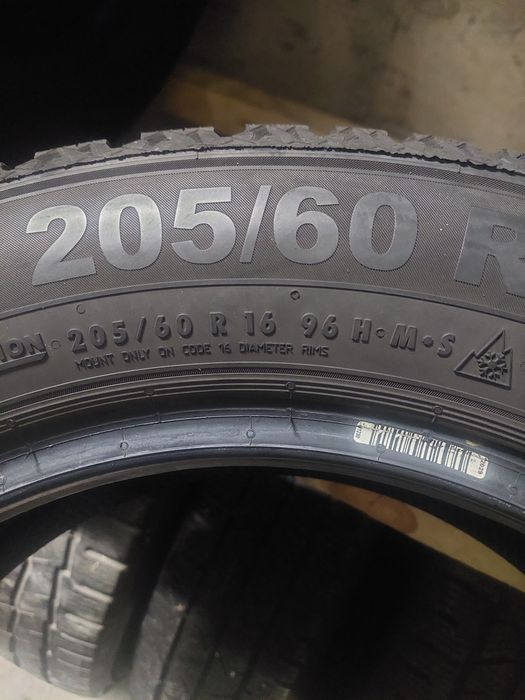 205/60 R
205/60 R 16 96 H•M•S
MOUNT ONLY ON CODE 16 DIAMETER RIMS